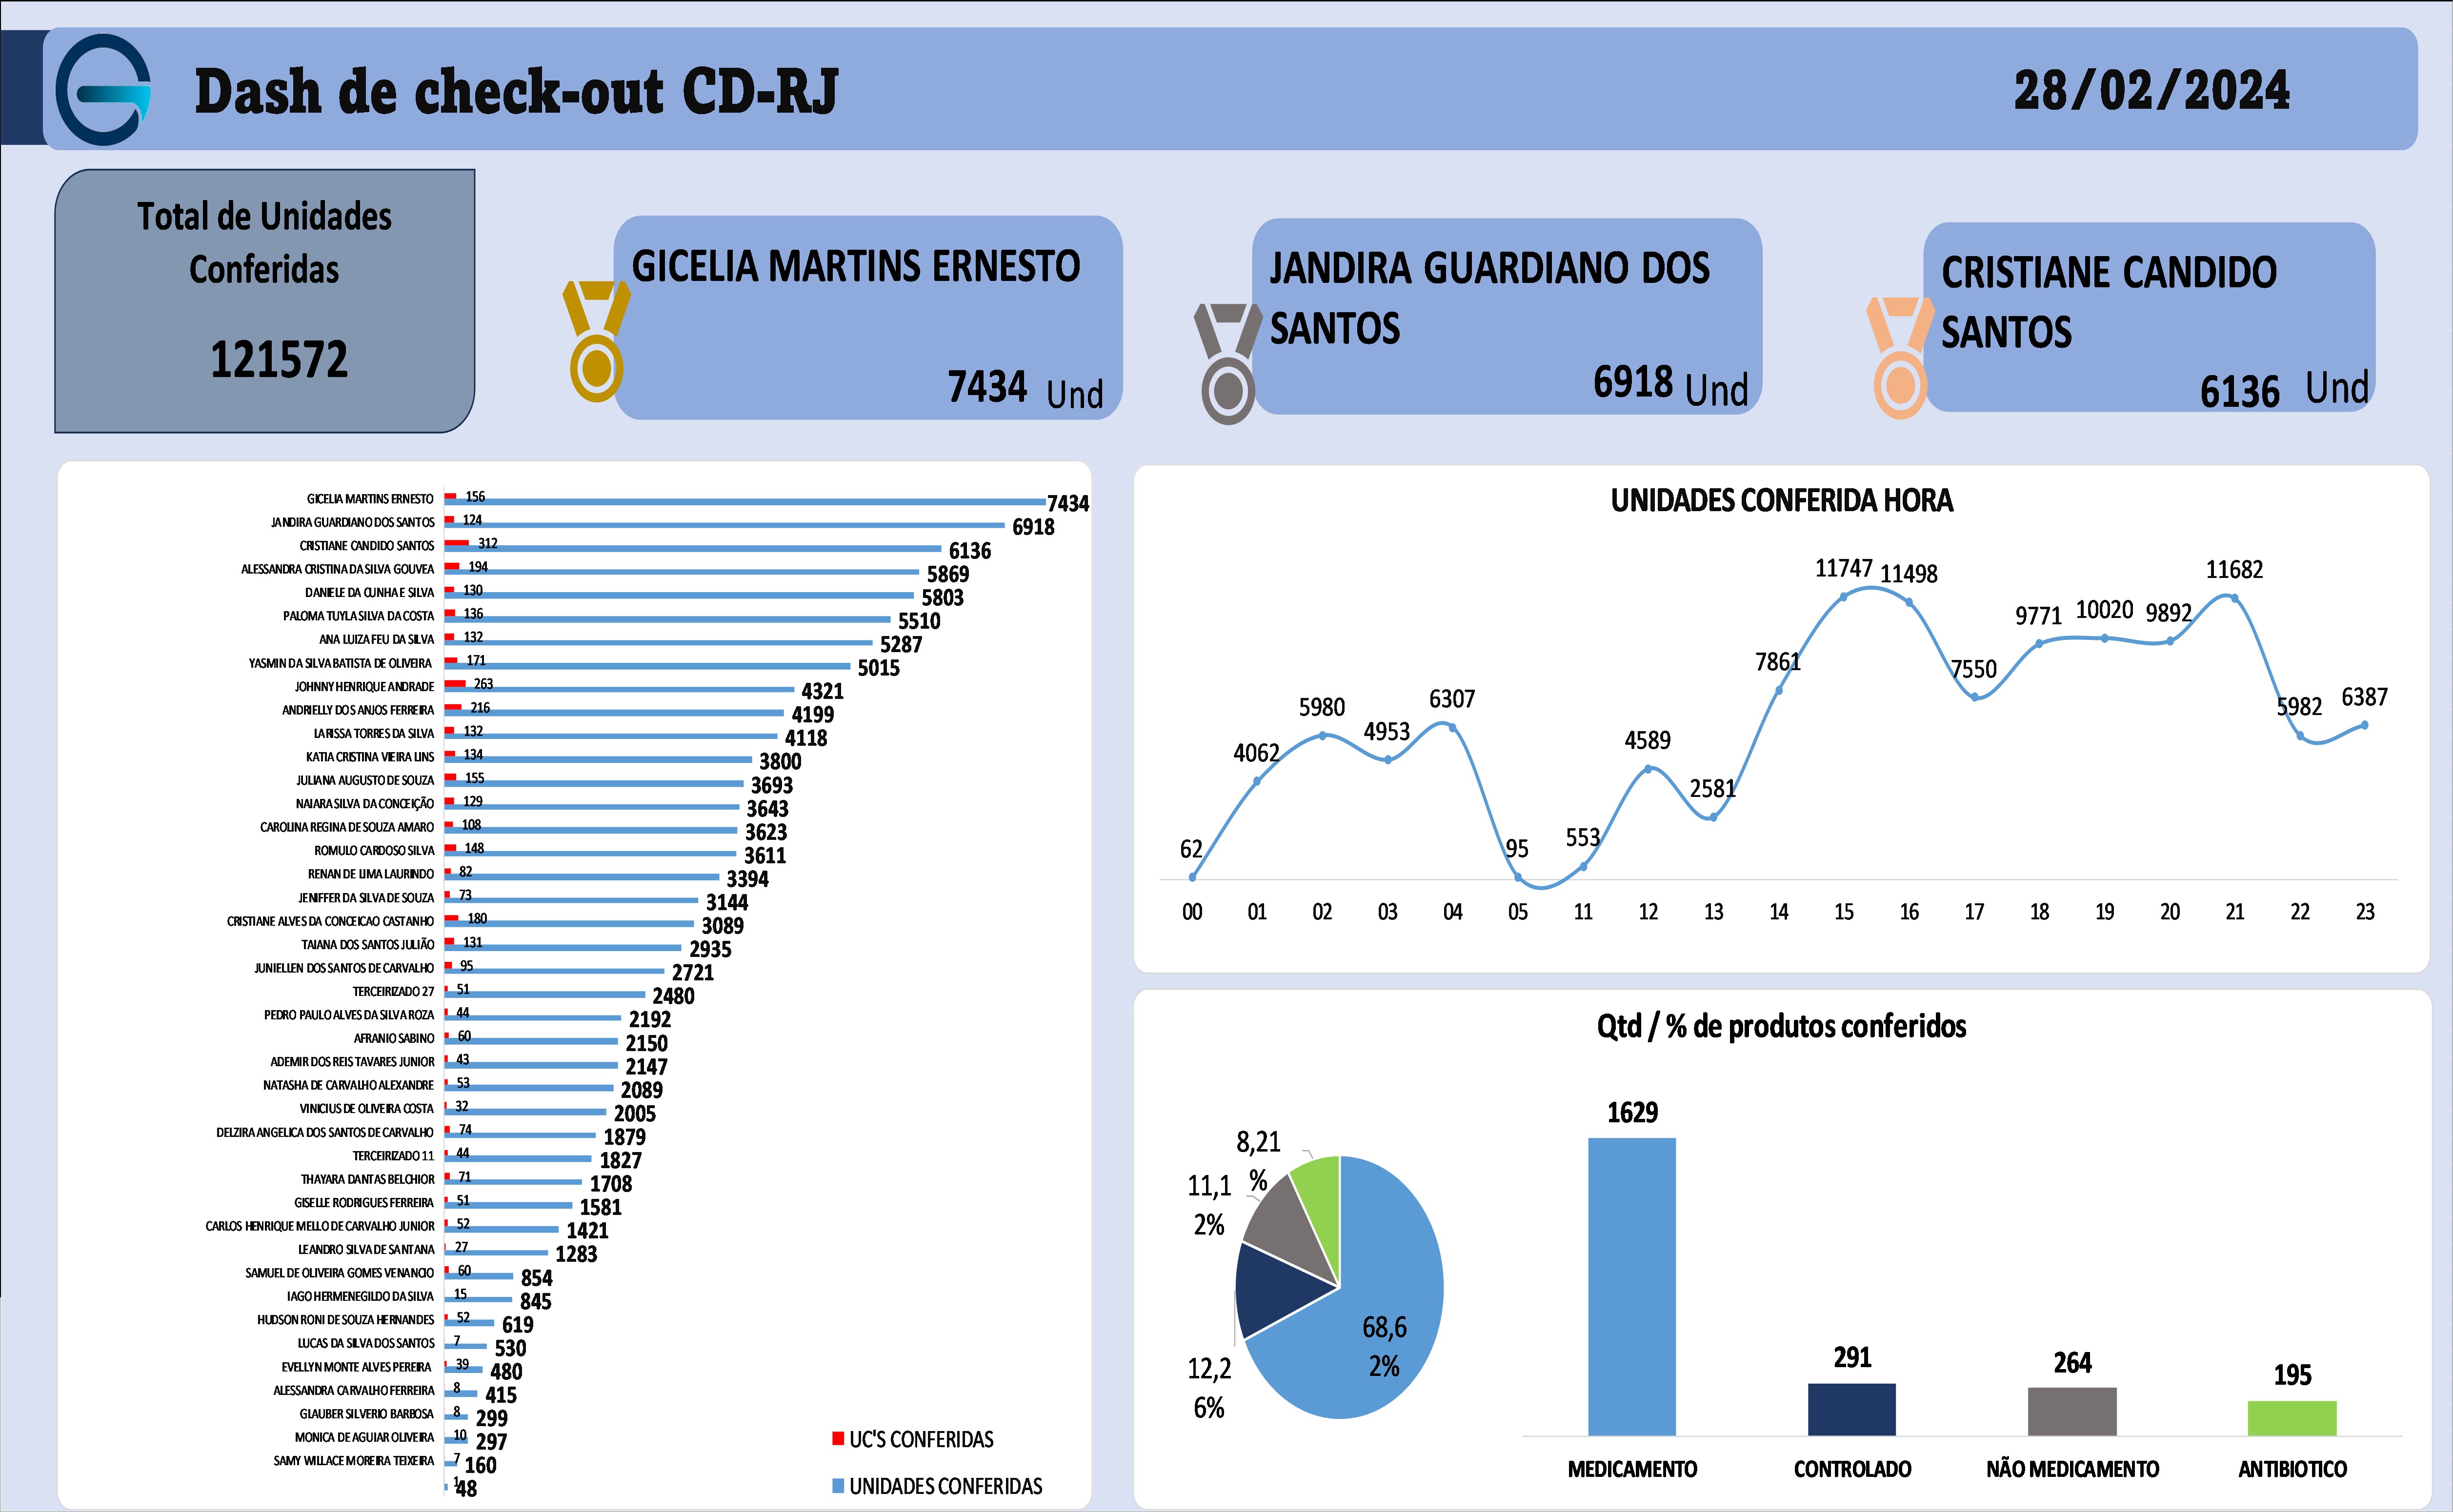 Dash de check-out CD-RJ
28/02/2024
Total de Unidades
Conferidas
121572
GICELIA MARTINS ERNESTO
7434 Und
JANDIRA GUARDIANO DOS
SANTOS
6918 Und
CRISTIANE CANDIDO
SANTOS
6136 Und
GICELIA MARTINS ERNESTO 156 7434
JANDIRA GUARDIANO DOS SANTOS 124 6918
CRISTIANE CANDIDO SANTOS 312 6136
ALESSANDRA CRISTINA DA SILVA GOUVEA 194 5869
DANIELE DA CUNHA E SILVA 130 5803
PALOMA TUYLA SILVA DA COSTA 136 5510
ANA LUIZA FEU DA SILVA 132 5287
YASMIN DA SILVA BATISTA DE OLIVEIRA 171 5015
JOHNNY HENRIQUE ANDRADE 263 4321
ANDRIELLY DOS ANJOS FERREIRA 216 4199
LARISSA TORRES DA SILVA 132 4118
KATIA CRISTINA VIEIRA LINS 134 3800
JULIANA AUGUSTO DE SOUZA 155 3693
NAIARA SILVA DA CONCEIÇÃO 129 3643
CAROLINA REGINA DE SOUZA AMARO 108 3623
ROMULO CARDOSO SILVA 148 3611
RENAN DE LIMA LAURINDO 82 3394
JENIFFER DA SILVA DE SOUZA 73 3144
CRISTIANE ALVES DA CONCEICAO CASTANHO 180 3089
TAIANA DOS SANTOS JULIÃO 131 2935
JUNIELLEN DOS SANTOS DE CARVALHO 95 2721
TERCEIRIZADO 27 51 2480
PEDRO PAULO ALVES DA SILVA ROZA 44 2192
AFRANIO SABINO 60 2150
ADEMIR DOS REIS TAVARES JUNIOR 43 2147
NATASHA DE CARVALHO ALEXANDRE 53 2089
VINICIUS DE OLIVEIRA COSTA 32 2005
DELZIRA ANGELICA DOS SANTOS DE CARVALHO 74 1879
TERCEIRIZADO 11 44 1827
THAYARA DANTAS BELCHIOR 71 1708
GISELLE RODRIGUES FERREIRA 51 1581
CARLOS HENRIQUE MELLO DE CARVALHO JUNIOR 52 1421
LEANDRO SILVA DE SANTANA 27 1283
SAMUEL DE OLIVEIRA GOMES VENANCIO 60 854
IAGO HERMENEGILDO DA SILVA 15 845
HUDSON RONI DE SOUZA HERNANDES 52 619
LUCAS DA SILVA DOS SANTOS 7 530
EVELLYN MONTE ALVES PEREIRA 39 480
ALESSANDRA CARVALHO FERREIRA 8 415
GLAUBER SILVERIO BARBOSA 8 299
MONICA DE AGUIAR OLIVEIRA 10 297
SAMY WILLACE MOREIRA TEIXEIRA 7 160
1 48
UC'S CONFERIDAS
UNIDADES CONFERIDAS
UNIDADES CONFERIDA HORA
62 4062 5980 4953 6307 95 553 4589 2581 7861 11747 11498 7550 9771 10020 9892 11682 5982 6387
00 01 02 03 04 05 11 12 13 14 15 16 17 18 19 20 21 22 23
Qtd / % de produtos conferidos
8,21
%
11,1
2%
12,2
6%
68,6
2%
1629 291 264 195
MEDICAMENTO CONTROLADO NÃO MEDICAMENTO ANTIBIOTICO